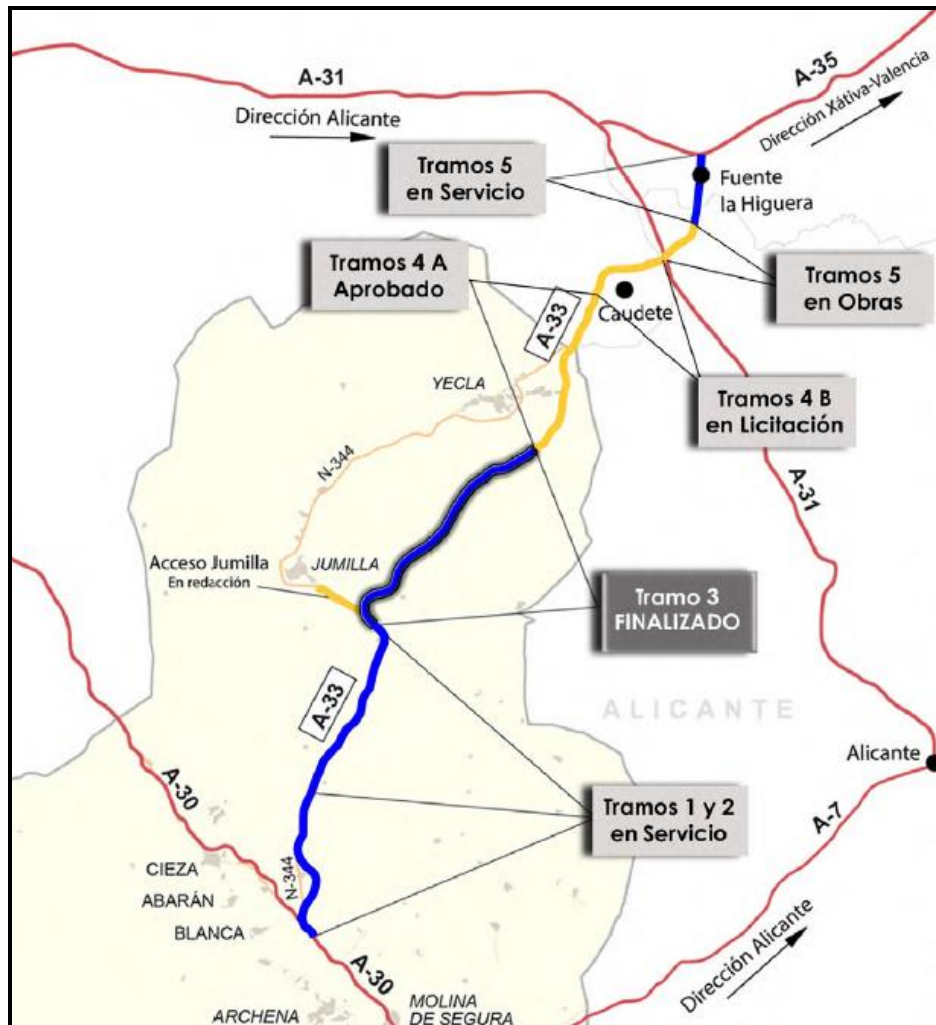 A-31
A-35
Dirección Alicante
Dirección Xátiva-Valencia
Tramos 5
en Servicio
Fuente
la Higuera
Tramos 4 A
Aprobado
Tramos 5
en Obras
Caudete
A-33
YECLA
Tramos 4 B
en Licitación
N-344
A-31
Acceso Jumilla
En redacción
JUMILLA
Tramo 3
FINALIZADO
A-33
ALICANTE
Alicante
A-30
Tramos 1 y 2
en Servicio
A-7
CIEZA
N-344
ABARÁN
BLANCA
A-30
Dirección Alicante
ARCHENA
MOLINA
DE SEGURA